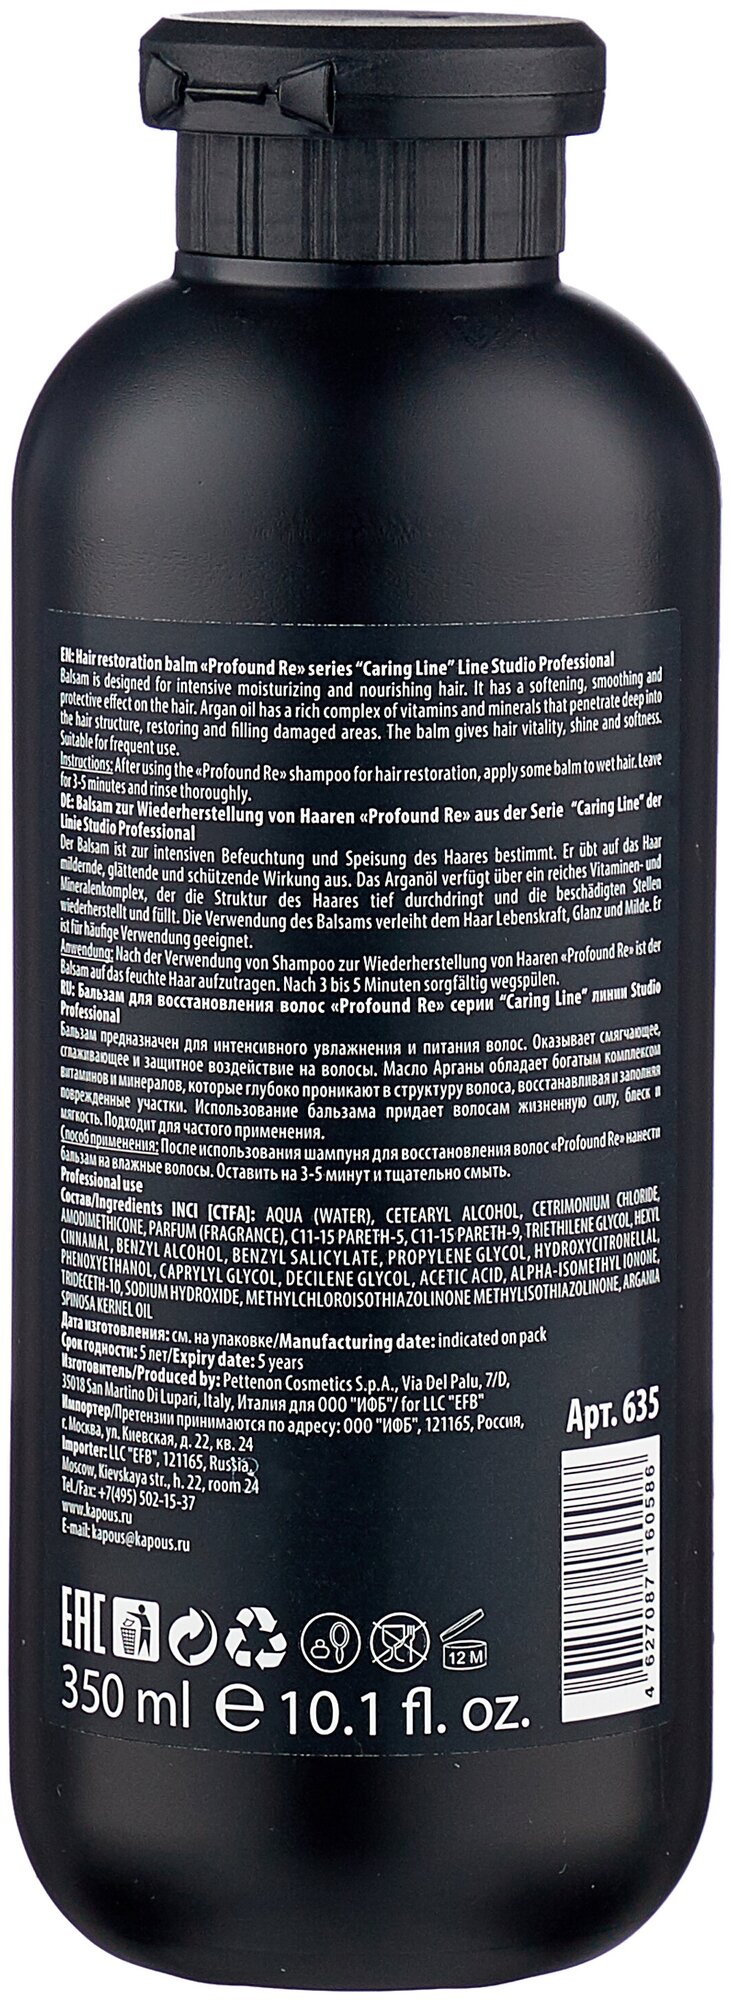 EN: Hair restoration balm «Profound Re» series “Caring Line” Line Studio Professional
Balsam is designed for intensive moisturizing and nourishing hair. It has a softening, smoothing and
protective effect on the hair. Argan oil has a rich complex of vitamins and minerals that penetrate deep into
the hair structure, restoring and filling damaged areas. The balm gives hair vitality, shine and softness.
Suitable for frequent use.
Instructions: After using the «Profound Re» shampoo for hair restoration, apply some balm to wet hair. Leave
for 3-5 minutes and rinse thoroughly.
DE: Balsam zur Wiederherstellung von Haaren «Profound Re» aus der Serie “Caring Line” der
Linie Studio Professional
Der Balsam ist zur intensiven Befeuchtung und Speisung des Haares bestimmt. Er übt auf das Haar
mildernde, glättende und schützende Wirkung aus. Das Arganöl verfügt über ein reiches Vitaminen- und
Mineralenkomplex, der die Struktur des Haares tief durchdringt und die beschädigten Stellen
wiederherstellt und füllt. Die Verwendung des Balsams verleiht dem Haar Lebenskraft, Glanz und Milde. Er
ist für häufige Verwendung geeignet.
Anwendung: Nach der Verwendung von Shampoo zur Wiederherstellung von Haaren «Profound Re» ist der
Balsam auf das feuchte Haar aufzutragen. Nach 3 bis 5 Minuten sorgfältig wegspülen.
RU: Бальзам для восстановления волос «Profound Re» серии “Caring Line” линии Studio
Professional
Бальзам предназначен для интенсивного увлажнения и питания волос. Оказывает смягчающее,
сглаживающее и защитное воздействие на волосы. Масло Арганы обладает богатым комплексом
витаминов и минералов, которые глубоко проникают в структуру волоса, восстанавливая и заполняя
поврежденные участки. Использование бальзама придает волосам жизненную силу, блеск и
мягкость. Подходит для частого применения.
Способ применения: После использования шампуня для восстановления волос «Profound Re» нанести
бальзам на влажные волосы. Оставить на 3-5 минут и тщательно смыть.
Professional use
Состав/Ingredients INCI [CTFA]: AQUA (WATER), CETEARYL ALCOHOL, CETRIMONIUM CHLORIDE,
AMODIMETHICONE, PARFUM (FRAGRANCE), C11-15 PARETH-5, C11-15 PARETH-9, TRIETHILENE GLYCOL, HEXYL
CINNAMAL, BENZYL ALCOHOL, BENZYL SALICYLATE, PROPYLENE GLYCOL, HYDROXYCITRONELLAL,
PHENOXYETHANOL, CAPRYLYL GLYCOL, DECILENE GLYCOL, ACETIC ACID, ALPHA-ISOMETHYL IONONE,
TRIDECETH-10, SODIUM HYDROXIDE, METHYLCHLOROISOTHIAZOLINONE METHYLISOTHIAZOLINONE, ARGANIA
SPINOSA KERNEL OIL
Дата изготовления: см. на упаковке/Manufacturing date: indicated on pack
Срок годности: 5 лет/Expiry date: 5 years
Изготовитель/Produced by: Pettenon Cosmetics S.p.A., Via Del Palu, 7/D,
35018 San Martino Di Lupari, Italy, Италия для ООО "ИФБ"/ for LLC "EFB"
Импортер/Претензии принимаются по адресу: ООО "ИФБ", 121165, Россия,
г. Москва, ул. Киевская, д. 22, кв. 24
Importer: LLC "EFB", 121165, Russia,
Moscow, Kievskaya str., h. 22, room 24
Tel./Fax: +7(495) 502-15-37
www.kapous.ru
E-mail: kapous@kapous.ru
Арт. 635
4 627087 160586
EAC
12 M
350 ml e 10.1 fl. oz.